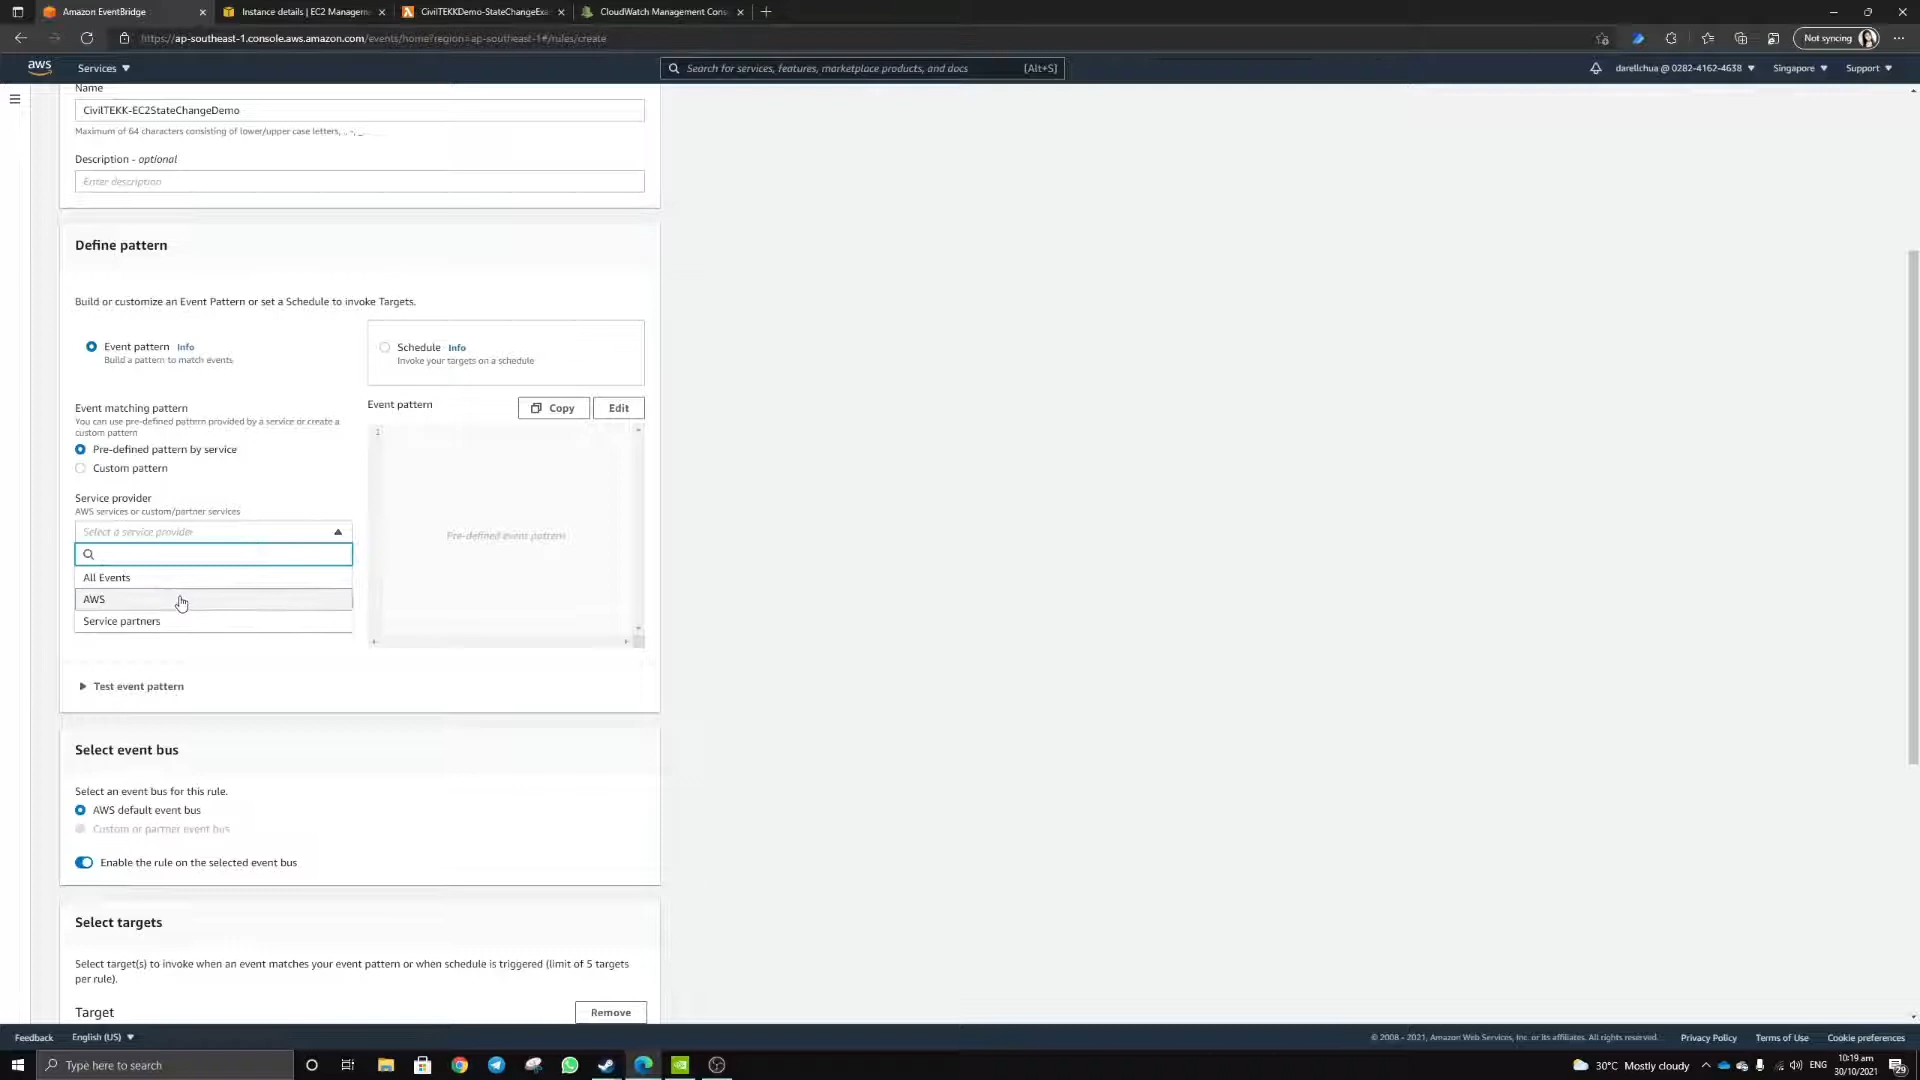 Amazon EventBridge
Instance details | EC2 Managem
CivilTEKKDemo-StateChangeExa
CloudWatch Management Cons
https://ap-southeast-1.console.aws.amazon.com/events/home?region=ap-southeast-1#/rules/create
Not syncing
aws
Services
Search for services, features, marketplace products, and docs
[Alt+S]
darellchua @ 0282-4162-4638
Singapore
Support
Name
CivilTEKK-EC2StateChangeDemo
Maximum of 64 characters consisting of lower/upper case letters, ., -, _.
Description - optional
Enter description
Define pattern
Build or customize an Event Pattern or set a Schedule to invoke Targets.
Event pattern Info
Build a pattern to match events
Schedule Info
Invoke your targets on a schedule
Event matching pattern
You can use pre-defined pattern provided by a service or create a
custom pattern
Pre-defined pattern by service
Custom pattern
Service provider
AWS services or custom/partner services
Select a service provider
All Events
AWS
Service partners
Event pattern
Copy
Edit
1
Pre-defined event pattern
Test event pattern
Select event bus
Select an event bus for this rule.
AWS default event bus
Custom or partner event bus
Enable the rule on the selected event bus
Select targets
Select target(s) to invoke when an event matches your event pattern or when schedule is triggered (limit of 5 targets
per rule).
Target
Remove
Feedback
English (US)
© 2008 - 2021, Amazon Web Services, Inc. or its affiliates. All rights reserved.
Privacy Policy
Terms of Use
Cookie preferences
Type here to search
30°C Mostly cloudy
ENG
10:19 am
30/10/2021
29